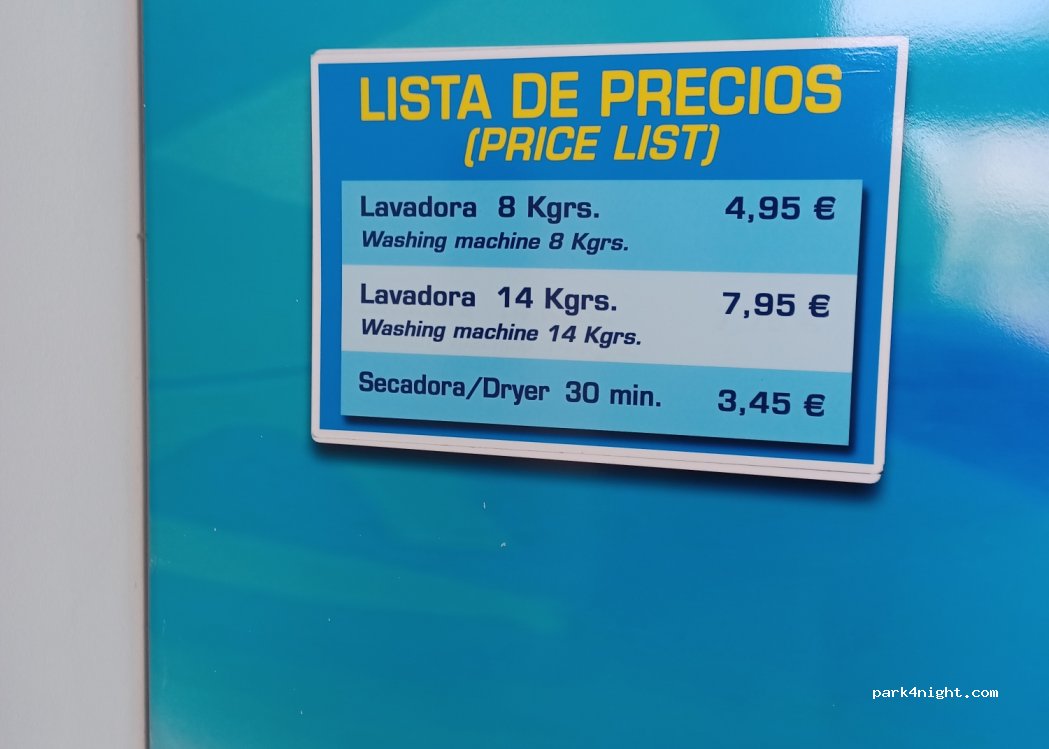 LISTA DE PRECIOS
(PRICE LIST)
Lavadora 8 Kgrs. 4,95 €
Washing machine 8 Kgrs.
Lavadora 14 Kgrs. 7,95 €
Washing machine 14 Kgrs.
Secadora/Dryer 30 min. 3,45 €
park4night.com